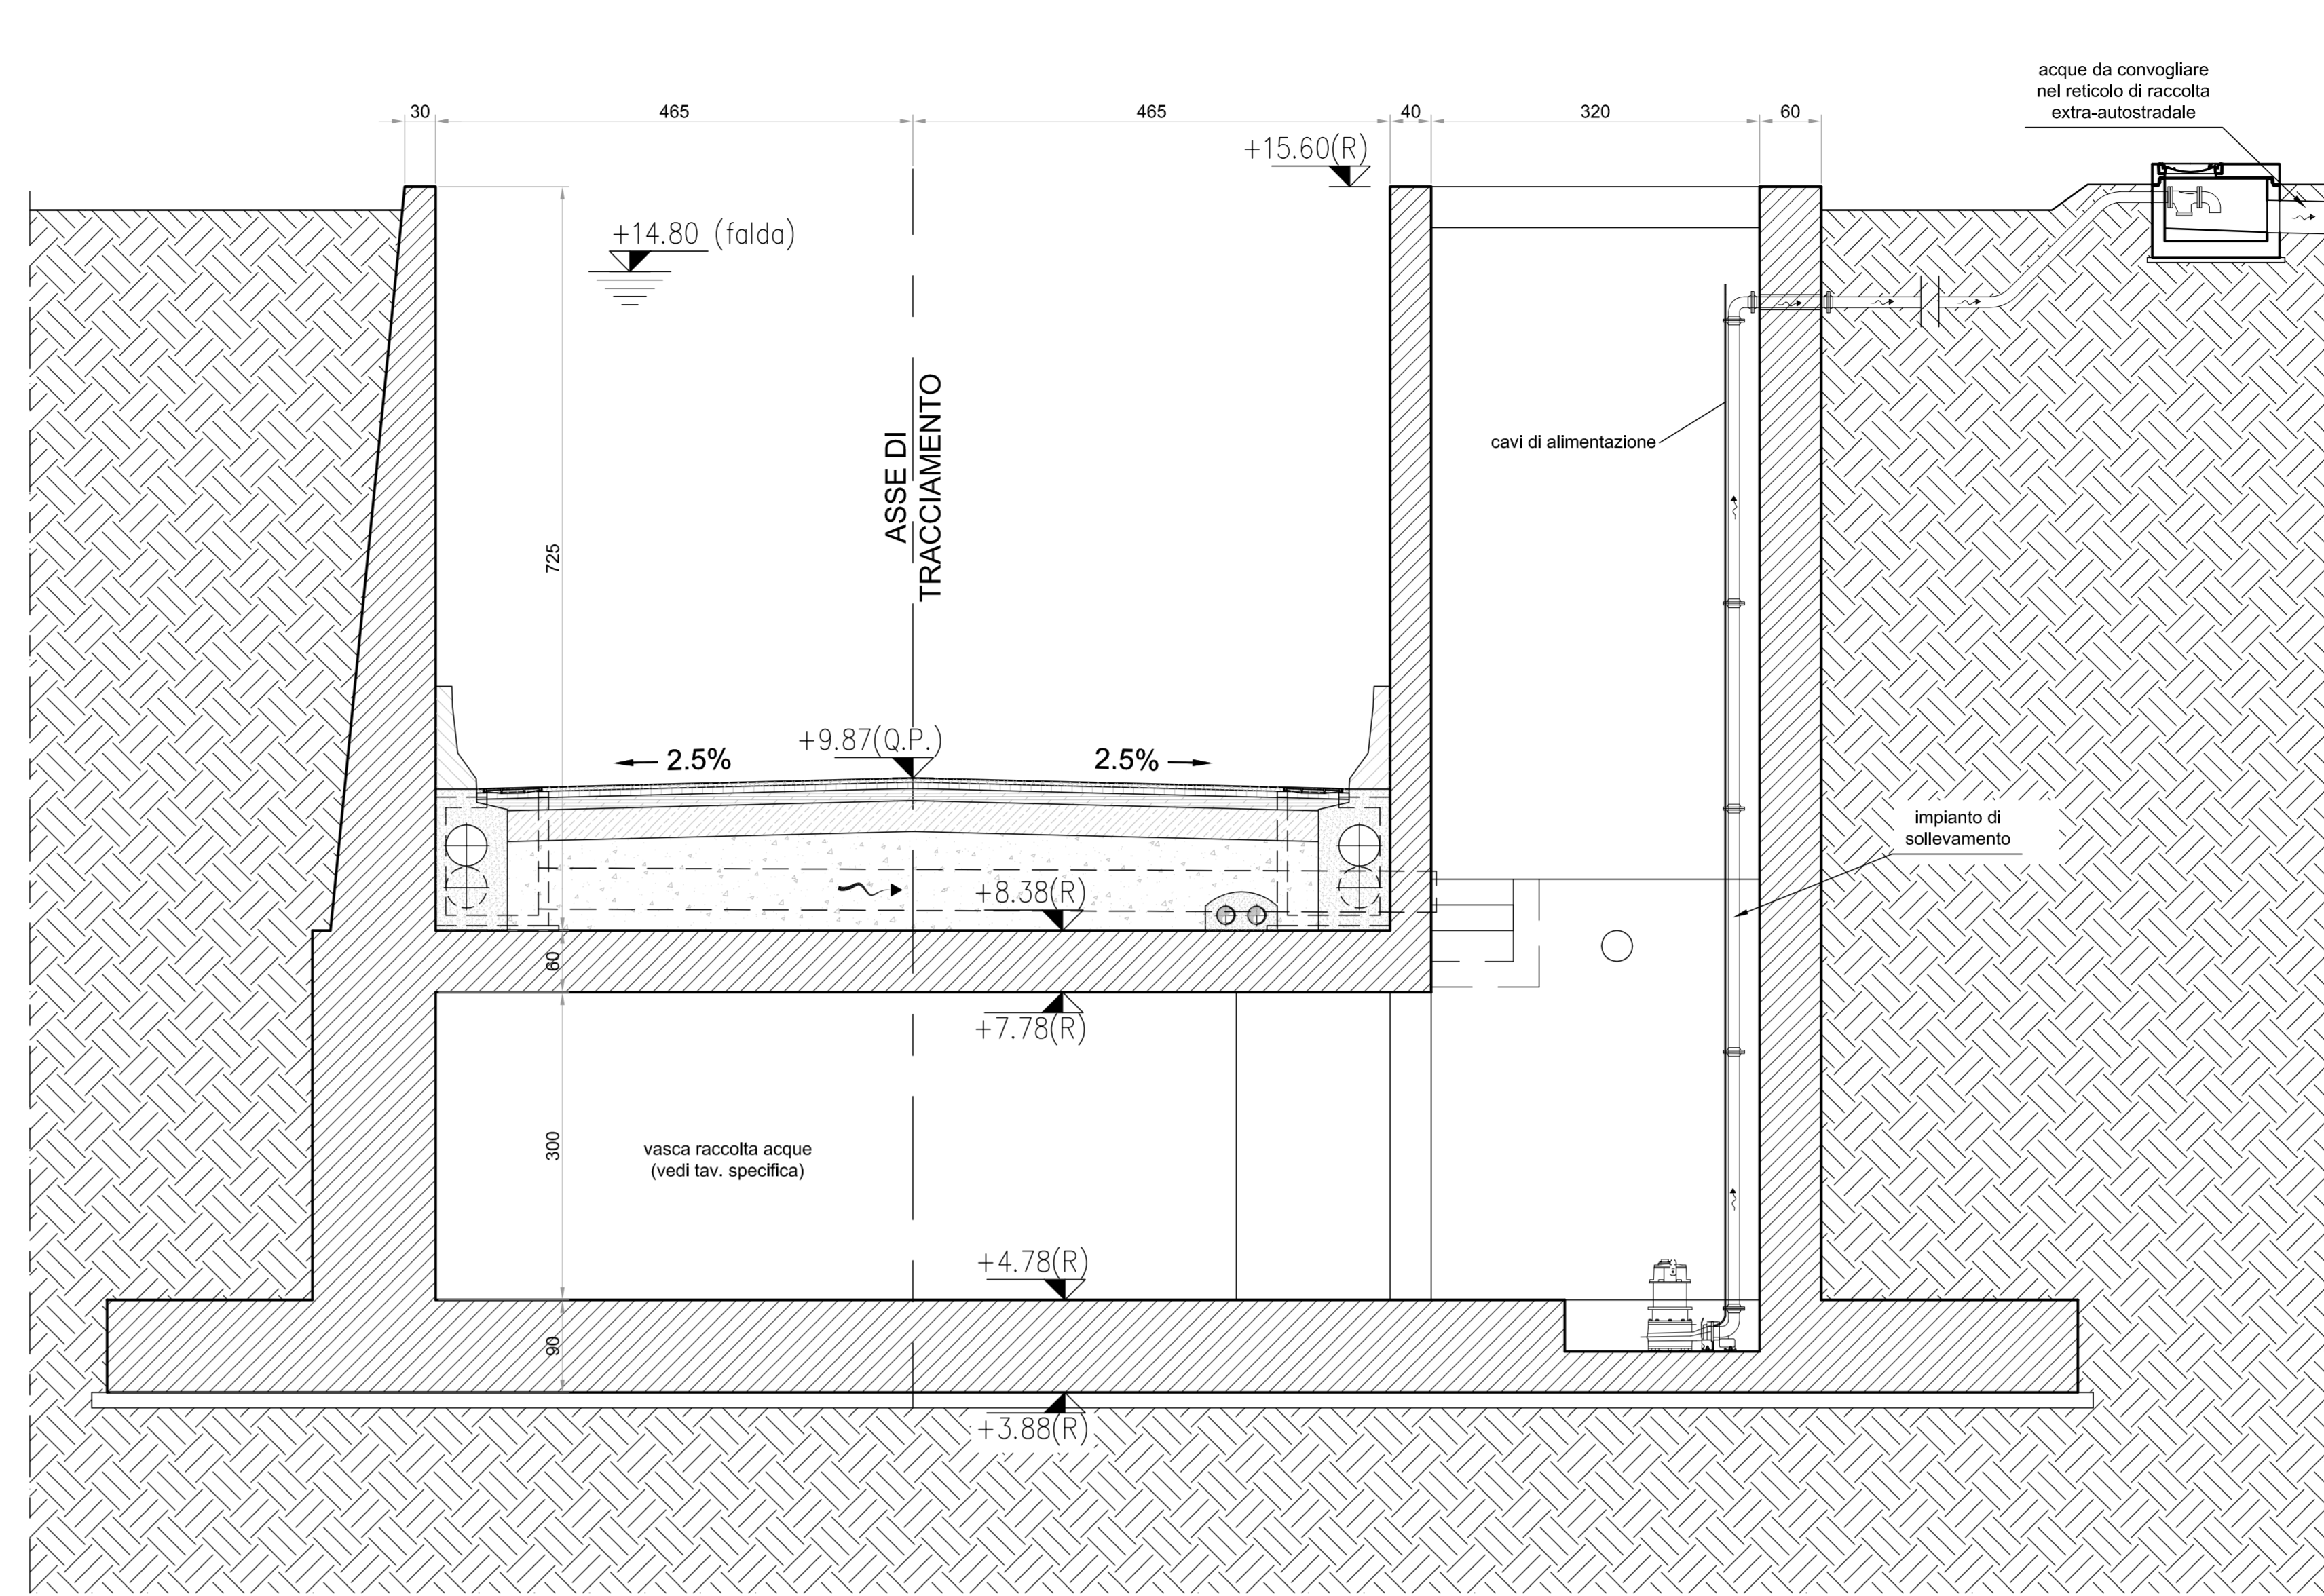 acque da convogliare
nel reticolo di raccolta
extra-autostradale
30
465
465
40
320
60
+15.60(R)
+14.80 (falda)
ASSE DI
TRACCIAMENTO
cavi di alimentazione
725
+9.87(Q.P.)
2.5%
2.5%
impianto di
sollevamento
+8.38(R)
60
+7.78(R)
300
vasca raccolta acque
(vedi tav. specifica)
+4.78(R)
90
+3.88(R)